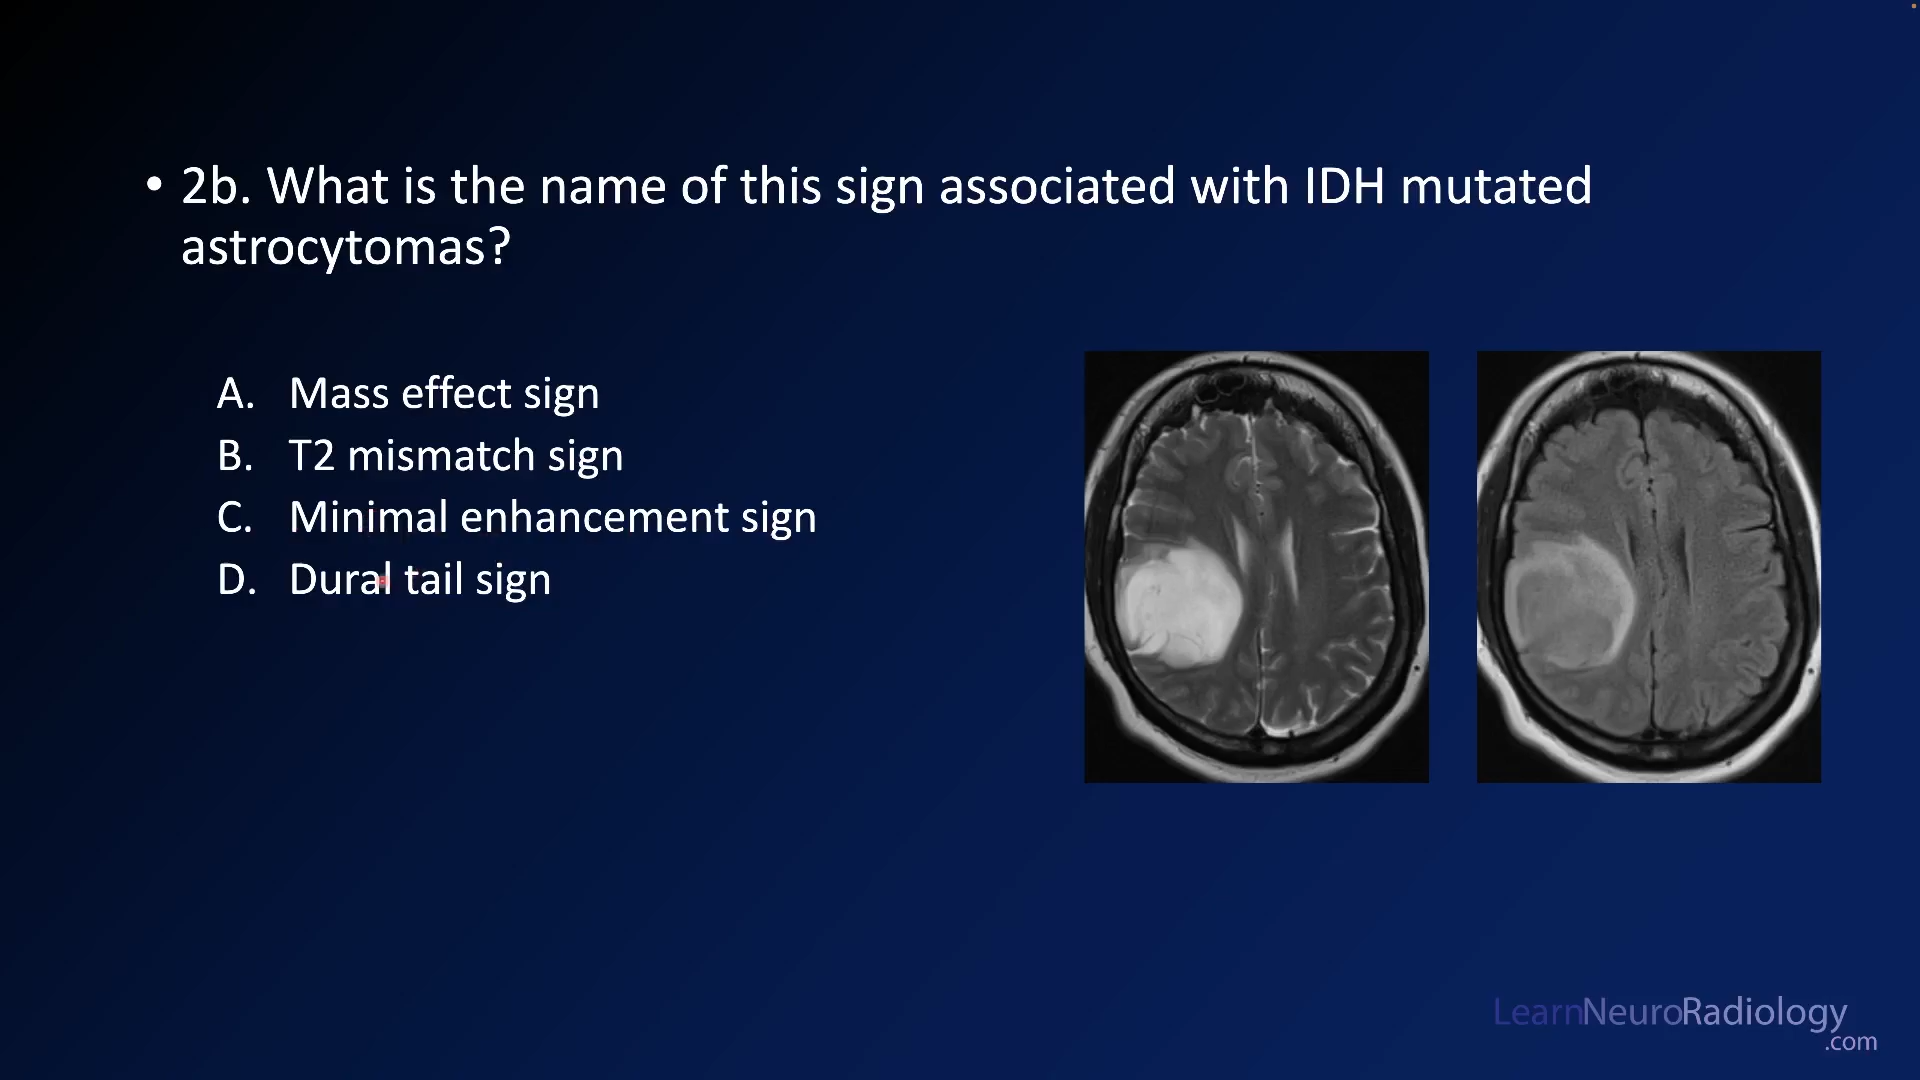 • 2b. What is the name of this sign associated with IDH mutated
astrocytomas?
A. Mass effect sign
B. T2 mismatch sign
C. Minimal enhancement sign
D. Dural tail sign
LearnNeuroRadiology
.com